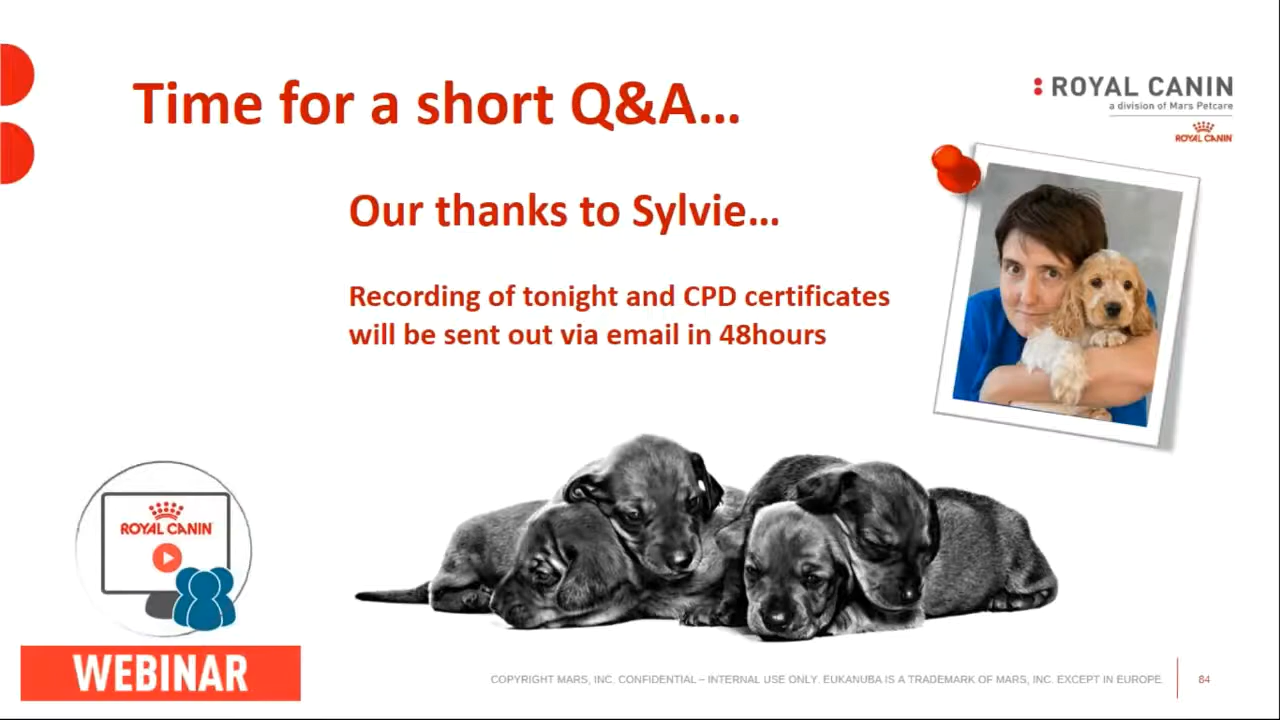 Time for a short Q&A...
ROYAL CANIN
a division of Mars Petcare
ROYAL CANIN
Our thanks to Sylvie...
Recording of tonight and CPD certificates
will be sent out via email in 48hours
ROYAL CANIN
WEBINAR
COPYRIGHT MARS, INC. CONFIDENTIAL – INTERNAL USE ONLY. EUKANUBA IS A TRADEMARK OF MARS, INC. EXCEPT IN EUROPE.
84